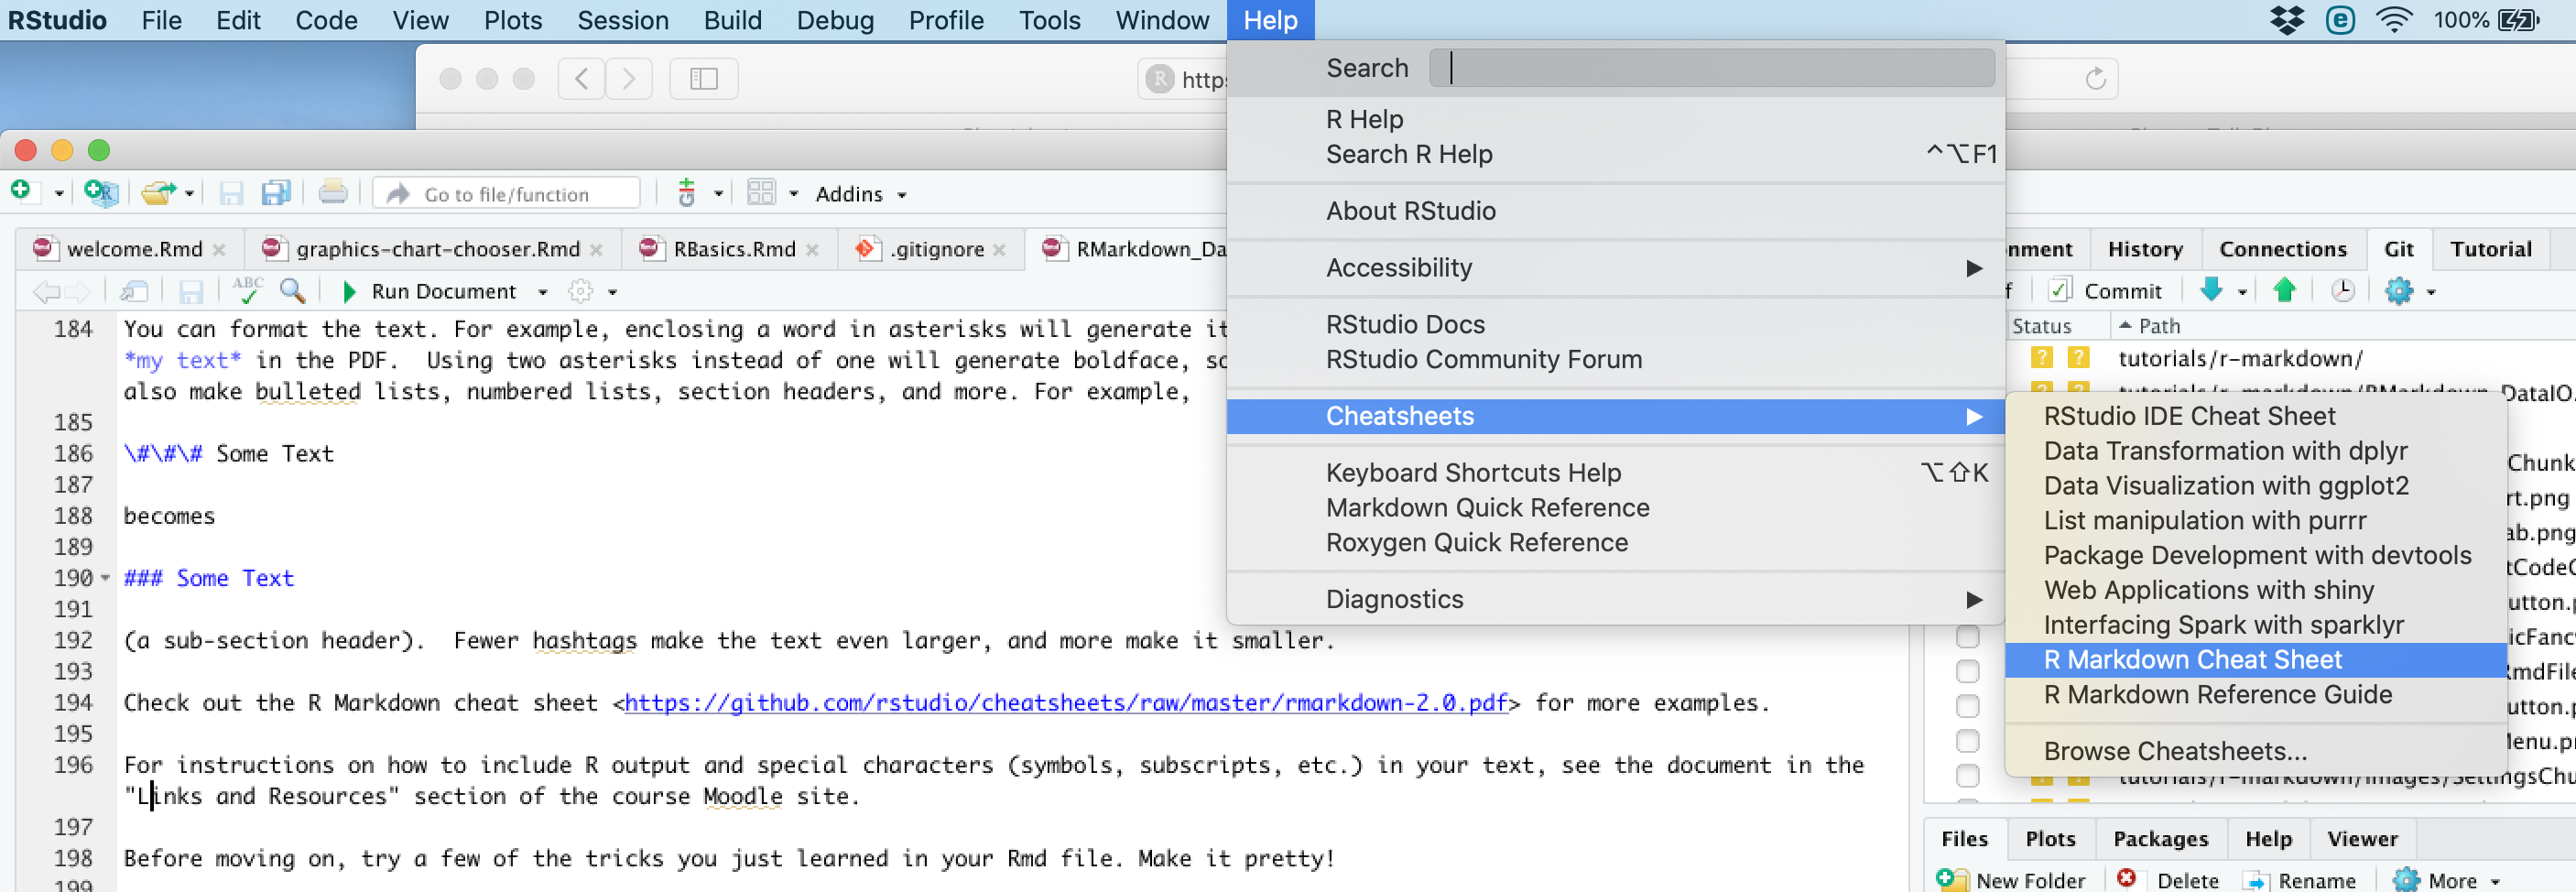 RStudio File Edit Code View Plots Session Build Debug Profile Tools Window Help 100%
Search
https
R Help
Search R Help ^⌥F1
About RStudio
Accessibility
RStudio Docs
RStudio Community Forum
Cheatsheets
Keyboard Shortcuts Help ⌥⇧K
Markdown Quick Reference
Roxygen Quick Reference
Diagnostics
RStudio IDE Cheat Sheet
Data Transformation with dplyr
Data Visualization with ggplot2
List manipulation with purrr
Package Development with devtools
Web Applications with shiny
Interfacing Spark with sparklyr
R Markdown Cheat Sheet
R Markdown Reference Guide
Browse Cheatsheets...
Go to file/function Addins
welcome.Rmd graphics-chart-chooser.Rmd RBasics.Rmd .gitignore RMarkdown_Da
ABC Run Document
184 You can format the text. For example, enclosing a word in asterisks will generate it
*my text* in the PDF.  Using two asterisks instead of one will generate boldface, so
also make bulleted lists, numbered lists, section headers, and more. For example,
185
186 \#\#\# Some Text
187
188 becomes
189
190 ### Some Text
191
192 (a sub-section header).  Fewer hashtags make the text even larger, and more make it smaller.
193
194 Check out the R Markdown cheat sheet <https://github.com/rstudio/cheatsheets/raw/master/rmarkdown-2.0.pdf> for more examples.
195
196 For instructions on how to include R output and special characters (symbols, subscripts, etc.) in your text, see the document in the
"Links and Resources" section of the course Moodle site.
197
198 Before moving on, try a few of the tricks you just learned in your Rmd file. Make it pretty!
199
nment History Connections Git Tutorial
f Commit
Status Path
tutorials/r-markdown/
tutorials/r-markdown/RMarkdown_DataIO.
Chunk
rt.png
ab.png
tCodeC
utton.p
icFanc
RmdFile
utton.p
Menu.pn
tutorials/r-markdown/images/SettingsChu
Files Plots Packages Help Viewer
New Folder Delete Rename More